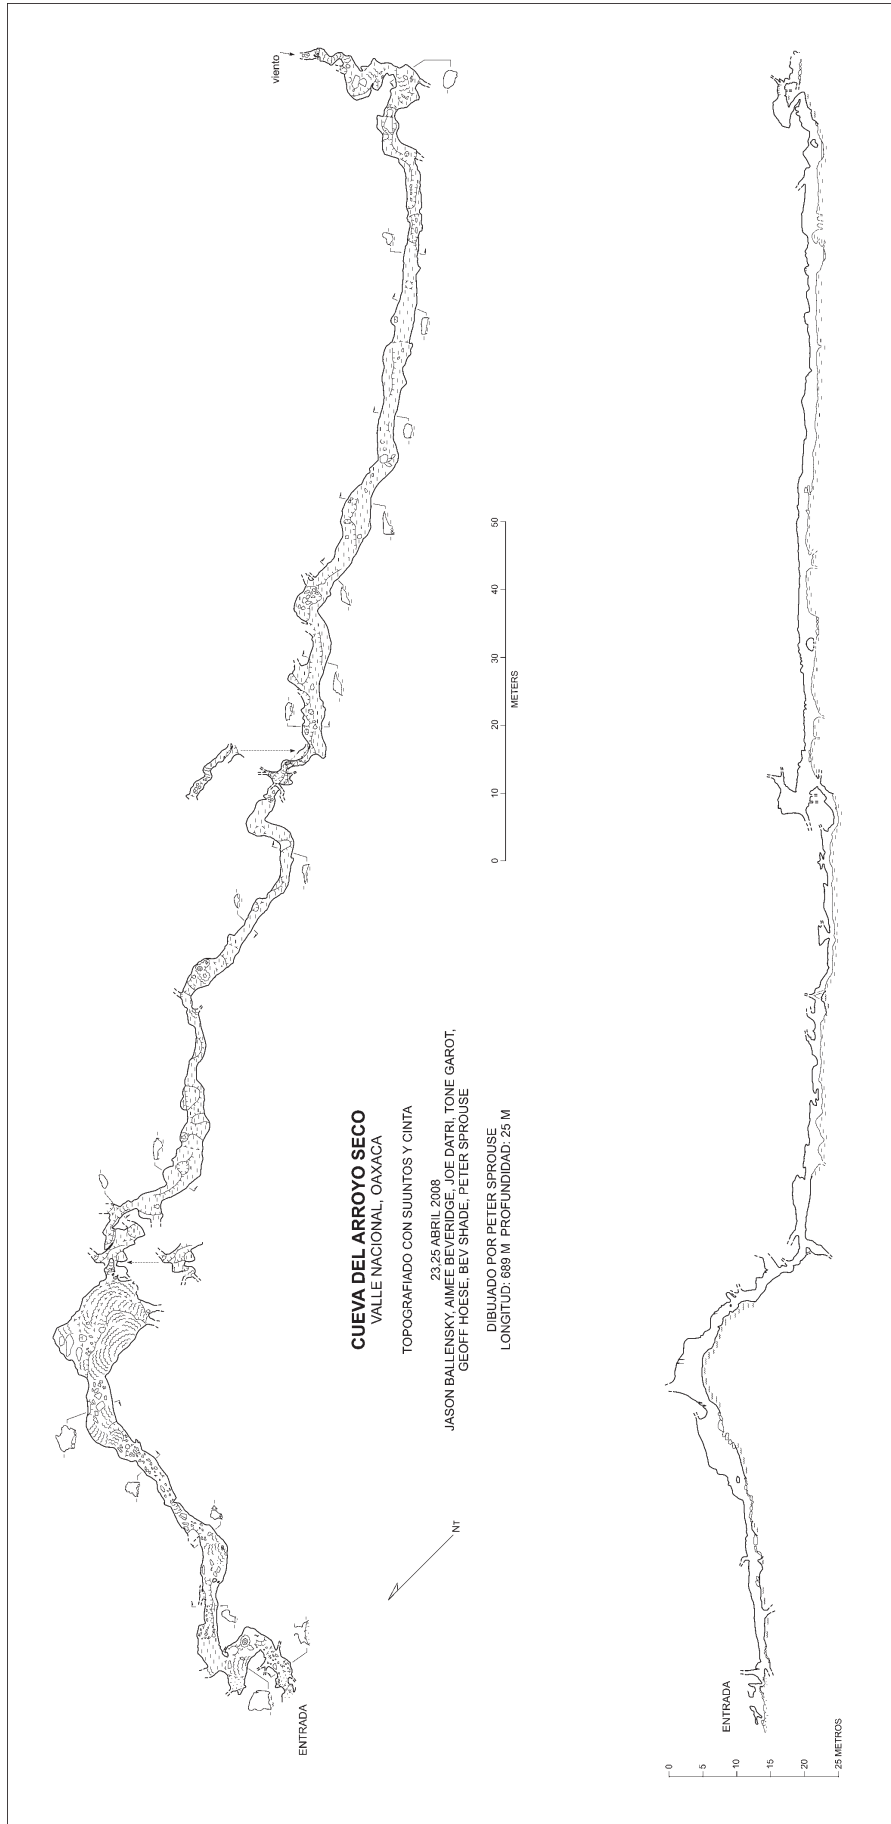 CUEVA DEL ARROYO SECO
VALLE NACIONAL, OAXACA
TOPOGRAFIADO CON SUUNTOS Y CINTA
23,25 ABRIL 2008
JASON BALLENSKY, AIMEE BEVERIDGE, JOE DATRI, TONE GAROT,
GEOFF HOESE, BEV SHADE, PETER SPROUSE
DIBUJADO POR PETER SPROUSE
LONGITUD: 689 M PROFUNDIDAD: 25 M
viento
ENTRADA
NT
0 10 20 30 40 50
METERS
ENTRADA
0 5 10 15 20 25 METROS